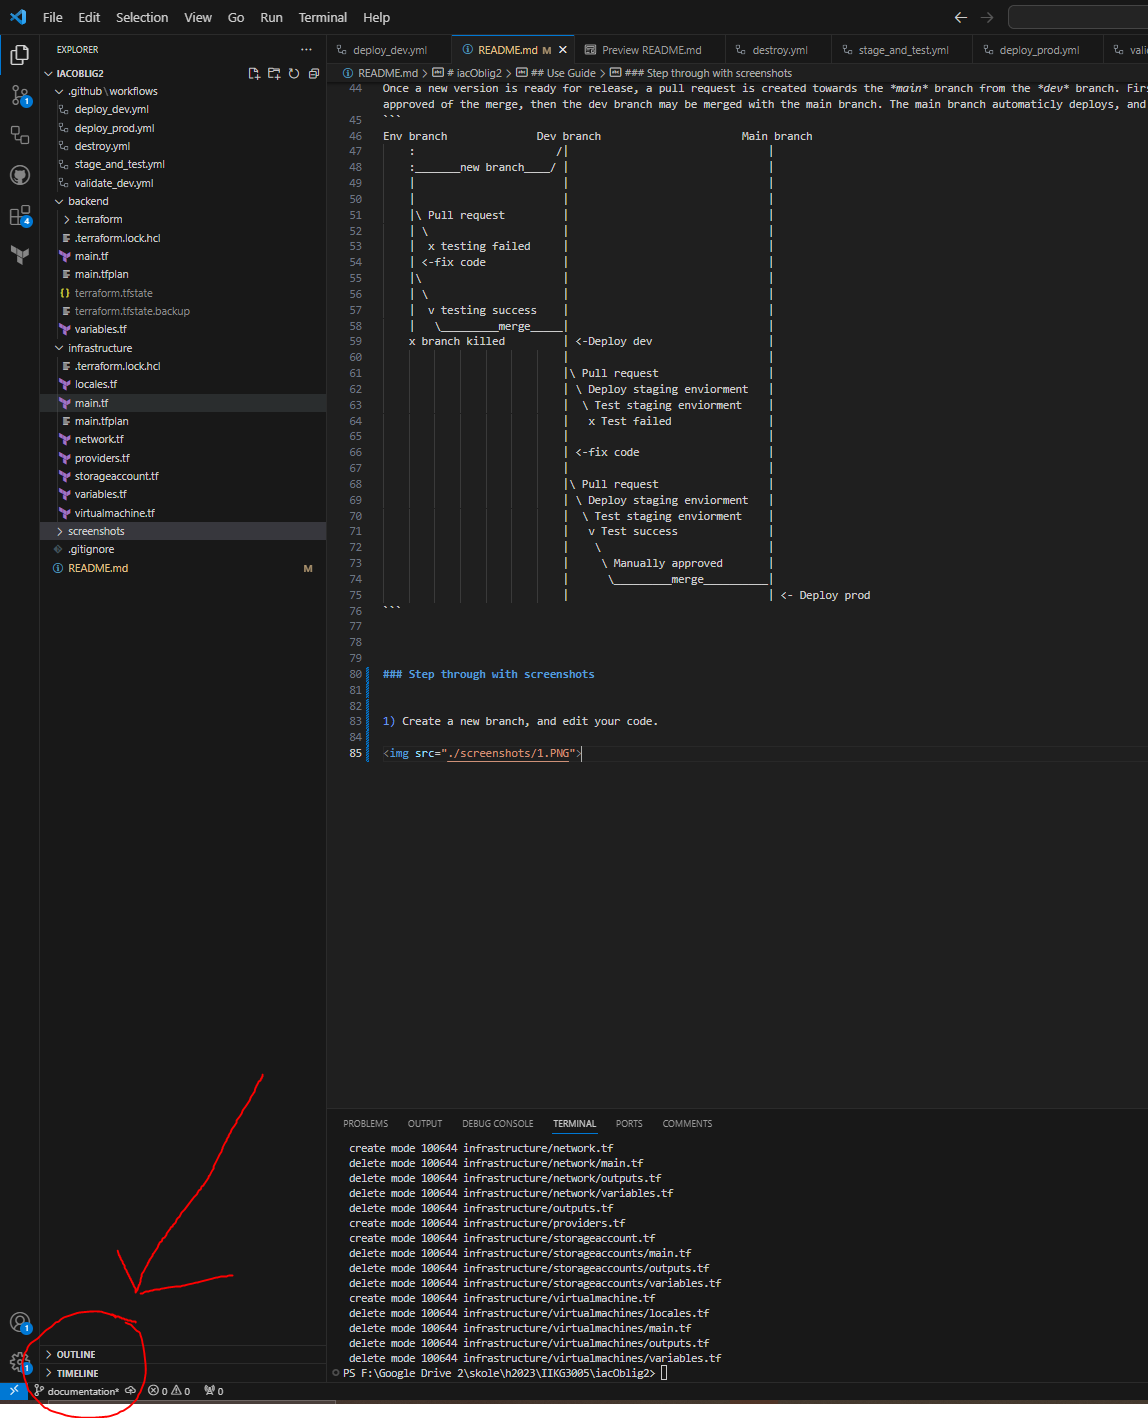 File Edit Selection View Go Run Terminal Help
EXPLORER
IACOBLIG2
.github\workflows
deploy_dev.yml
deploy_prod.yml
destroy.yml
stage_and_test.yml
validate_dev.yml
backend
.terraform
.terraform.lock.hcl
main.tf
main.tfplan
terraform.tfstate
terraform.tfstate.backup
variables.tf
infrastructure
.terraform.lock.hcl
locales.tf
main.tf
main.tfplan
network.tf
providers.tf
storageaccount.tf
variables.tf
virtualmachine.tf
screenshots
.gitignore
README.md M
OUTLINE
TIMELINE
1
4
1
1
deploy_dev.yml README.md M Preview README.md destroy.yml stage_and_test.yml deploy_prod.yml
README.md > # iacOblig2 > ## Use Guide > ### Step through with screenshots
44 Once a new version is ready for release, a pull request is created towards the *main* branch from the *dev* branch.
approved of the merge, then the dev branch may be merged with the main branch. The main branch automaticly deploys, and
45 ```
46 Env branch Dev branch Main branch
47 : /| |
48 :_______new branch____/ | |
49 | | |
50 | | |
51 |\ Pull request | |
52 | \ | |
53 | x testing failed | |
54 | <-fix code | |
55 |\ | |
56 | \ | |
57 | v testing success | |
58 | \_________merge_____| |
59 x branch killed | <-Deploy dev |
60 | |
61 |\ Pull request |
62 | \ Deploy staging enviorment |
63 | \ Test staging enviorment |
64 | x Test failed |
65 | |
66 | <-fix code |
67 | |
68 |\ Pull request |
69 | \ Deploy staging enviorment |
70 | \ Test staging enviorment |
71 | v Test success |
72 | \ |
73 | \ Manually approved |
74 | \_________merge__________|
75 | | <- Deploy prod
76 ```
77
78
79
80 ### Step through with screenshots
81
82
83 1) Create a new branch, and edit your code.
84
85 <img src="./screenshots/1.PNG">
PROBLEMS OUTPUT DEBUG CONSOLE TERMINAL PORTS COMMENTS
create mode 100644 infrastructure/network.tf
delete mode 100644 infrastructure/network/main.tf
delete mode 100644 infrastructure/network/outputs.tf
delete mode 100644 infrastructure/network/variables.tf
delete mode 100644 infrastructure/outputs.tf
create mode 100644 infrastructure/providers.tf
create mode 100644 infrastructure/storageaccount.tf
delete mode 100644 infrastructure/storageaccounts/main.tf
delete mode 100644 infrastructure/storageaccounts/outputs.tf
delete mode 100644 infrastructure/storageaccounts/variables.tf
create mode 100644 infrastructure/virtualmachine.tf
delete mode 100644 infrastructure/virtualmachines/locales.tf
delete mode 100644 infrastructure/virtualmachines/main.tf
delete mode 100644 infrastructure/virtualmachines/outputs.tf
delete mode 100644 infrastructure/virtualmachines/variables.tf
PS F:\Google Drive 2\skole\h2023\IIKG3005\iacOblig2>
documentation* 0 0 0